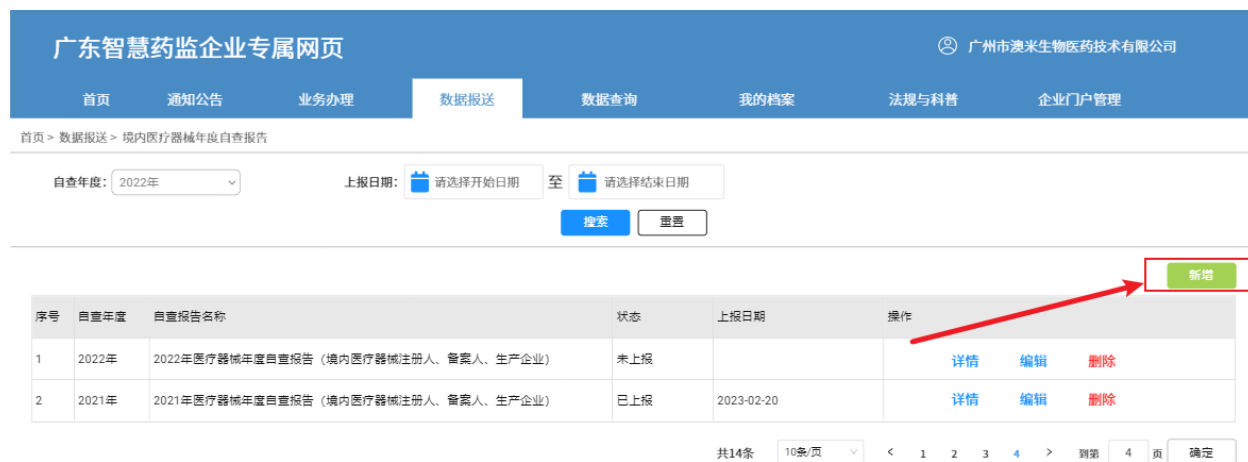 广东智慧药监企业专属网页
广州市澳米生物医药技术有限公司
首页 通知公告 业务办理 数据报送 数据查询 我的档案 法规与科普 企业门户管理
首页 > 数据报送 > 境内医疗器械年度自查报告
自查年度： 2022年 上报日期： 请选择开始日期 至 请选择结束日期
搜索 重置
新增
序号 自查年度 自查报告名称 状态 上报日期 操作
1 2022年 2022年医疗器械年度自查报告（境内医疗器械注册人、备案人、生产企业） 未上报 详情 编辑 删除
2 2021年 2021年医疗器械年度自查报告（境内医疗器械注册人、备案人、生产企业） 已上报 2023-02-20 详情 编辑 删除
共14条 10条/页 < 1 2 3 4 > 到第 4 页 确定